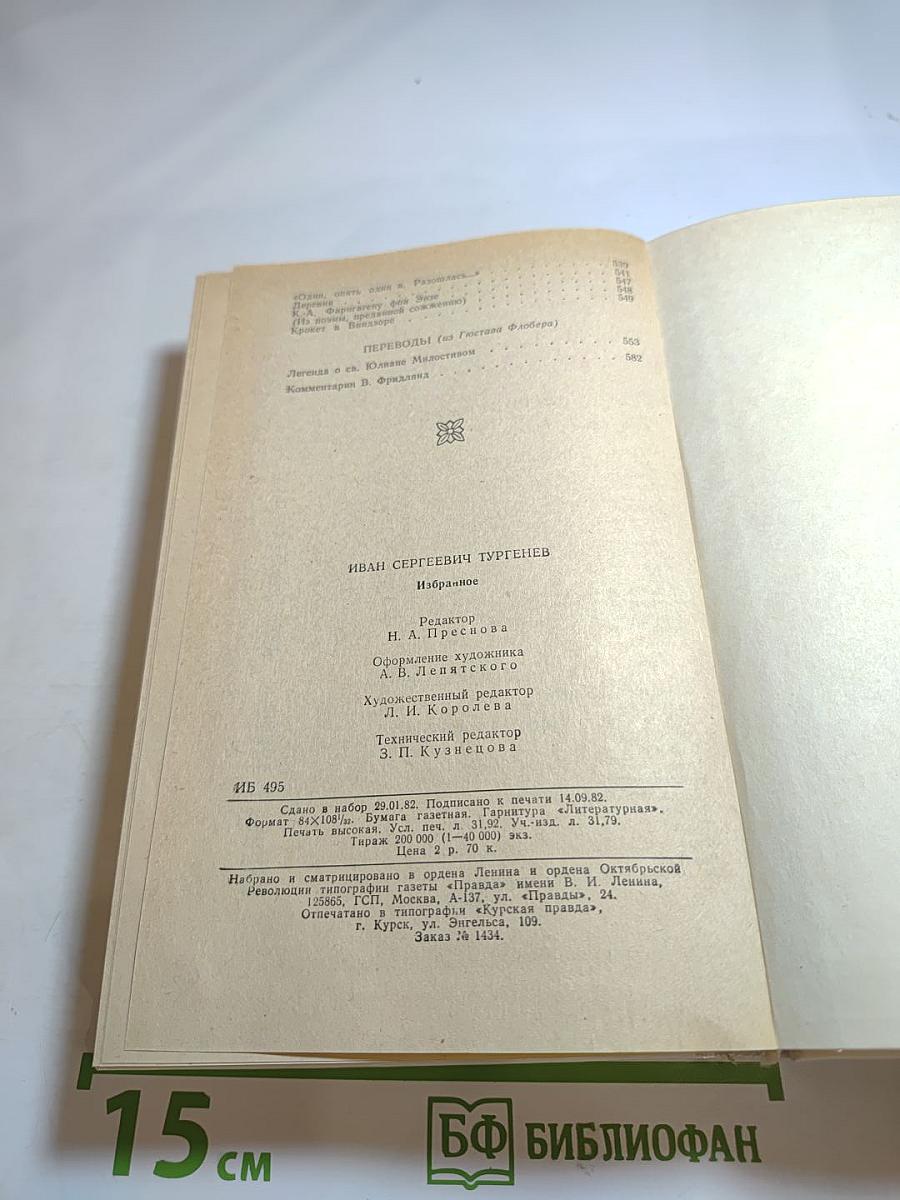 «Один, опять один я. Разошлась...» . . . . . . . . 539
Деревня . . . . . . . . 541
К.-А. Фарнгагену фон Энзе . . . . . . . . 547
(Из поэмы, преданной сожжению) . . . . . . . . 548
Крокет в Виндзоре . . . . . . . . 549
ПЕРЕВОДЫ (из Гюстава Флобера)
Легенда о св. Юлиане Милостивом . . . . . . . . 553
Комментарии В. Фридлянд . . . . . . . . 582
ИВАН СЕРГЕЕВИЧ ТУРГЕНЕВ
Избранное
Редактор
Н. А. Преснова
Оформление художника
А. В. Лепятского
Художественный редактор
Л. И. Королева
Технический редактор
З. П. Кузнецова
ИБ 495
Сдано в набор 29.01.82. Подписано к печати 14.09.82.
Формат 84×108¹/₃₂. Бумага газетная. Гарнитура «Литературная».
Печать высокая. Усл. печ. л. 31,92. Уч.-изд. л. 31,79.
Тираж 200 000 (1—40 000) экз.
Цена 2 р. 70 к.
Набрано и сматрицировано в ордена Ленина и ордена Октябрьской
Революции типографии газеты «Правда» имени В. И. Ленина,
125865, ГСП, Москва, А-137, ул. «Правды», 24.
Отпечатано в типографии «Курская правда»,
г. Курск, ул. Энгельса, 109.
Заказ № 1434.
15 см
БФ БИБЛИОФАН